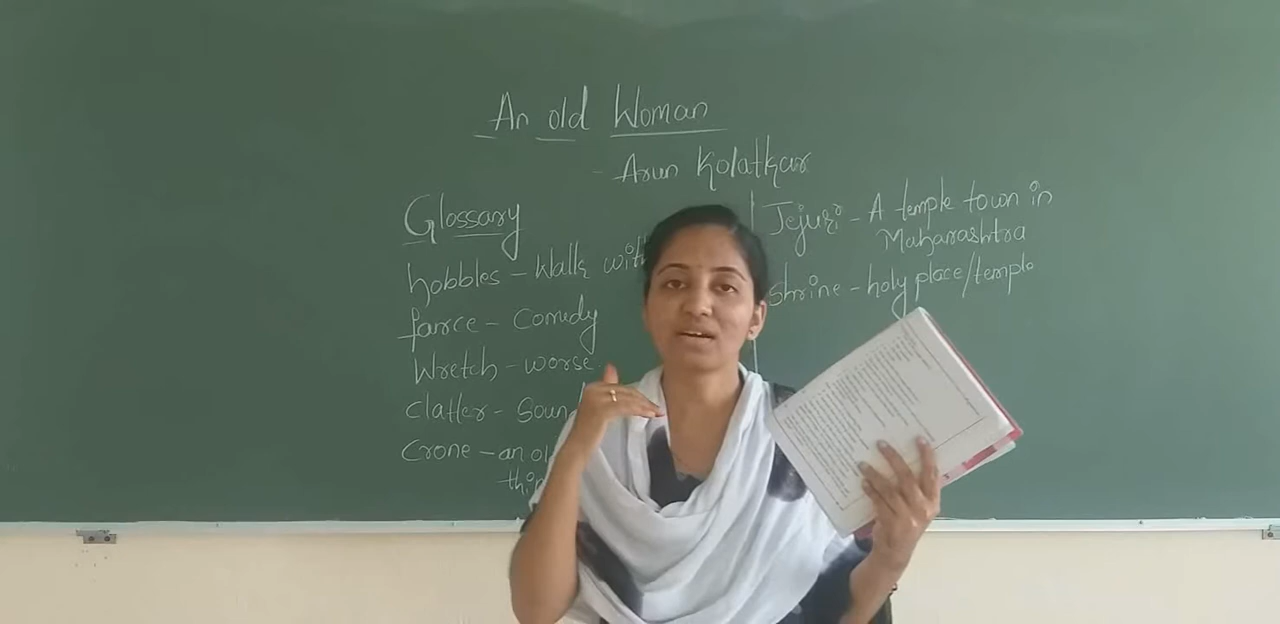 An old Woman
- Arun Kolatkar
Glossary
hobbles - Walk with
farce - Comedy
Wretch - worse
Clatter - Soun
Crone - an ol
thin
Jejuri - A temple town in
Maharashtra
shrine - holy place/temple